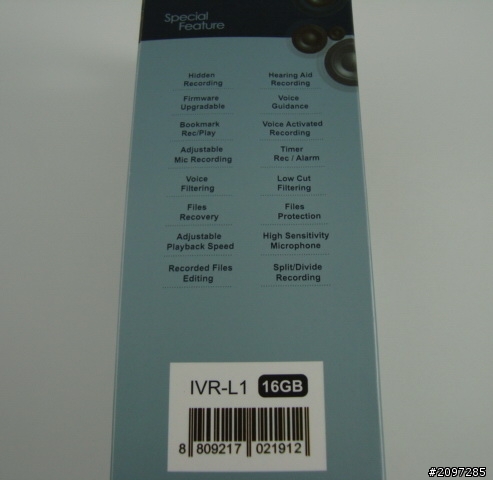 Special
Feature
Hidden
Recording
Hearing Aid
Recording
Firmware
Upgradable
Voice
Guidance
Bookmark
Rec/Play
Voice Activated
Recording
Adjustable
Mic Recording
Timer
Rec / Alarm
Voice
Filtering
Low Cut
Filtering
Files
Recovery
Files
Protection
Adjustable
Playback Speed
High Sensitivity
Microphone
Recorded Files
Editing
Split/Divide
Recording
IVR-L1 16GB
8 809217 021912
#2097285